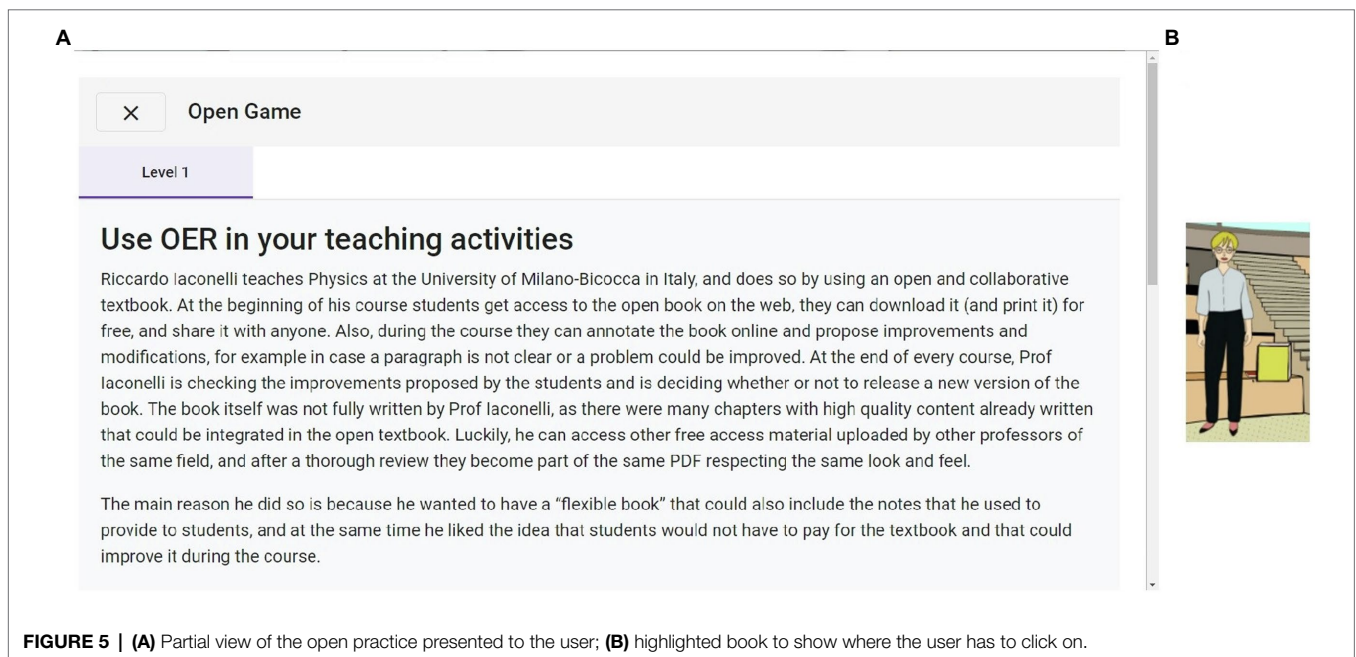 A
B
Open Game
Level 1
Use OER in your teaching activities
Riccardo Iaconelli teaches Physics at the University of Milano-Bicocca in Italy, and does so by using an open and collaborative
textbook. At the beginning of his course students get access to the open book on the web, they can download it (and print it) for
free, and share it with anyone. Also, during the course they can annotate the book online and propose improvements and
modifications, for example in case a paragraph is not clear or a problem could be improved. At the end of every course, Prof
Iaconelli is checking the improvements proposed by the students and is deciding whether or not to release a new version of the
book. The book itself was not fully written by Prof Iaconelli, as there were many chapters with high quality content already written
that could be integrated in the open textbook. Luckily, he can access other free access material uploaded by other professors of
the same field, and after a thorough review they become part of the same PDF respecting the same look and feel.
The main reason he did so is because he wanted to have a “flexible book” that could also include the notes that he used to
provide to students, and at the same time he liked the idea that students would not have to pay for the textbook and that could
improve it during the course.
FIGURE 5 | (A) Partial view of the open practice presented to the user; (B) highlighted book to show where the user has to click on.